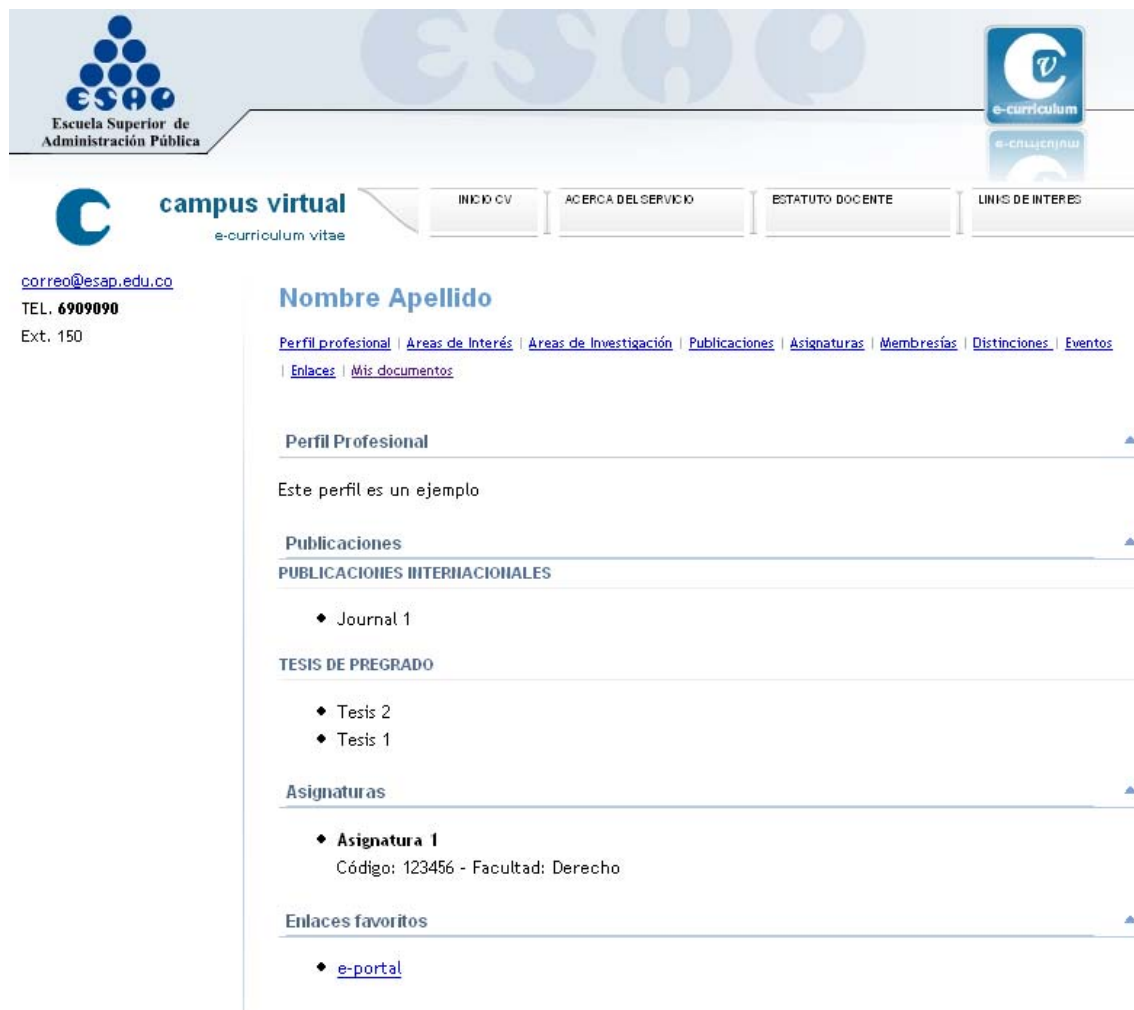 ESAP
ESAP
Escuela Superior de
Administración Pública
cv
e-curriculum
campus virtual
e-curriculum vitae
INICIO CV
ACERCA DEL SERVICIO
ESTATUTO DOCENTE
LINKS DE INTERES
correo@esap.edu.co
TEL. 6909090
Ext. 150
Nombre Apellido
Perfil profesional | Areas de Interés | Areas de Investigación | Publicaciones | Asignaturas | Membresías | Distinciones | Eventos
| Enlaces | Mis documentos
Perfil Profesional
Este perfil es un ejemplo
Publicaciones
PUBLICACIONES INTERNACIONALES
Journal 1
TESIS DE PREGRADO
Tesis 2
Tesis 1
Asignaturas
Asignatura 1
Código: 123456 - Facultad: Derecho
Enlaces favoritos
e-portal